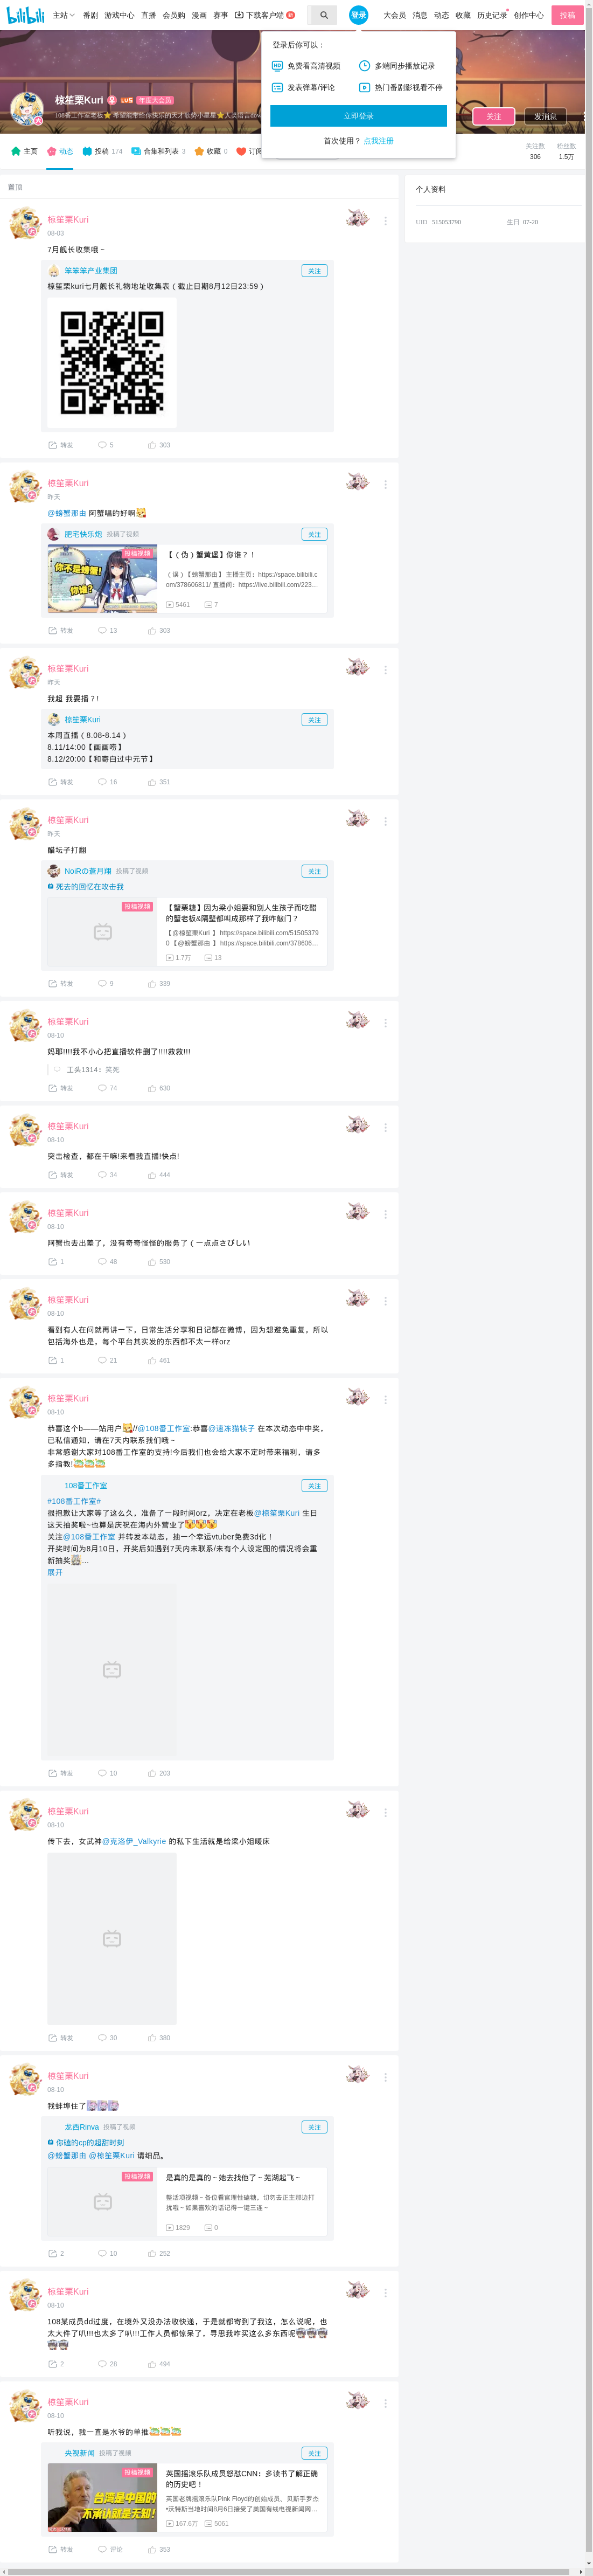 bilibili
主站 番剧 游戏中心 直播 会员购 漫画 赛事 下载客户端 登录 大会员 消息 动态 收藏 历史记录 创作中心 投稿
登录后你可以：
免费看高清视频 多端同步播放记录
发表弹幕/评论 热门番剧影视看不停
立即登录
首次使用？ 点我注册
椋笙栗Kuri LV5 年度大会员
关注 发消息
主页 动态 投稿 174 合集和列表 3 收藏 0 订阅
关注数 粉丝数
306 1.5万
个人资料
UID 515053790 生日 07-20
置顶
椋笙栗Kuri
08-03
7月舰长收集哦～
笨笨笨产业集团 关注
椋笙栗kuri七月舰长礼物地址收集表（截止日期8月12日23:59）
转发 5 303
椋笙栗Kuri
昨天
@螃蟹那由 阿蟹唱的好啊
肥宅快乐炮 投稿了视频 关注
投稿视频
你不是螃蟹!
你谁?
【（伪）蟹黄堡】你谁？！
（误）【螃蟹那由】 主播主页：https://space.bilibili.c
om/378606811/ 直播间：https://live.bilibili.com/223...
5461 7
转发 13 303
椋笙栗Kuri
昨天
我超 我要播？!
椋笙栗Kuri 关注
本周直播（8.08-8.14）
8.11/14:00【画画唠】
8.12/20:00【和寄白过中元节】
转发 16 351
椋笙栗Kuri
昨天
醋坛子打翻
NoiRの蒼月翔 投稿了视频 关注
死去的回忆在攻击我
投稿视频
【蟹栗糖】因为梁小姐要和别人生孩子而吃醋
的蟹老板&隔壁都叫成那样了我咋敲门？
【@椋笙栗Kuri 】 https://space.bilibili.com/51505379
0 【@螃蟹那由 】 https://space.bilibili.com/378606...
1.7万 13
转发 9 339
椋笙栗Kuri
08-10
妈耶!!!!我不小心把直播软件删了!!!!救救!!!
工头1314：笑死
转发 74 630
椋笙栗Kuri
08-10
突击检查，都在干嘛!来看我直播!快点!
转发 34 444
椋笙栗Kuri
08-10
阿蟹也去出差了，没有奇奇怪怪的服务了（一点点さびしい
1 48 530
椋笙栗Kuri
08-10
看到有人在问就再讲一下，日常生活分享和日记都在微博，因为想避免重复，所以
包括海外也是，每个平台其实发的东西都不太一样orz
1 21 461
椋笙栗Kuri
08-10
恭喜这个b——站用户//@108番工作室:恭喜@速冻猫犊子 在本次动态中中奖，
已私信通知，请在7天内联系我们哦～
非常感谢大家对108番工作室的支持!今后我们也会给大家不定时带来福利，请多
多指教!
108番工作室 关注
#108番工作室#
很抱歉让大家等了这么久，准备了一段时间orz，决定在老板@椋笙栗Kuri 生日
这天抽奖啦~也算是庆祝在海内外营业了
关注@108番工作室 并转发本动态，抽一个幸运vtuber免费3d化！
开奖时间为8月10日，开奖后如遇到7天内未联系/未有个人设定图的情况将会重
新抽奖...
展开
转发 10 203
椋笙栗Kuri
08-10
传下去，女武神@克洛伊_Valkyrie 的私下生活就是给梁小姐暖床
转发 30 380
椋笙栗Kuri
08-10
我蚌埠住了
龙西Rinva 投稿了视频 关注
你磕的cp的超甜时刻
@螃蟹那由 @椋笙栗Kuri 请细品。
投稿视频
是真的是真的～她去找他了～芜湖起飞～
整活项视频～各位看官理性磕糖，切勿去正主那边打
扰哦～如果喜欢的话记得一键三连～
1829 0
2 10 252
椋笙栗Kuri
08-10
108某成员dd过度，在境外又没办法收快递，于是就都寄到了我这，怎么说呢，也
太大件了叭!!!也太多了叭!!!工作人员都惊呆了，寻思我咋买这么多东西呢
2 28 494
椋笙栗Kuri
08-10
听我说，我一直是水爷的单推
央视新闻 投稿了视频 关注
投稿视频
台湾是中国的
不承认就是无知!
英国摇滚乐队成员怒怼CNN：多读书了解正确
的历史吧！
英国老牌摇滚乐队Pink Floyd的创始成员、贝斯手罗杰
•沃特斯当地时间8月6日接受了美国有线电视新闻网...
167.6万 5061
转发 评论 353